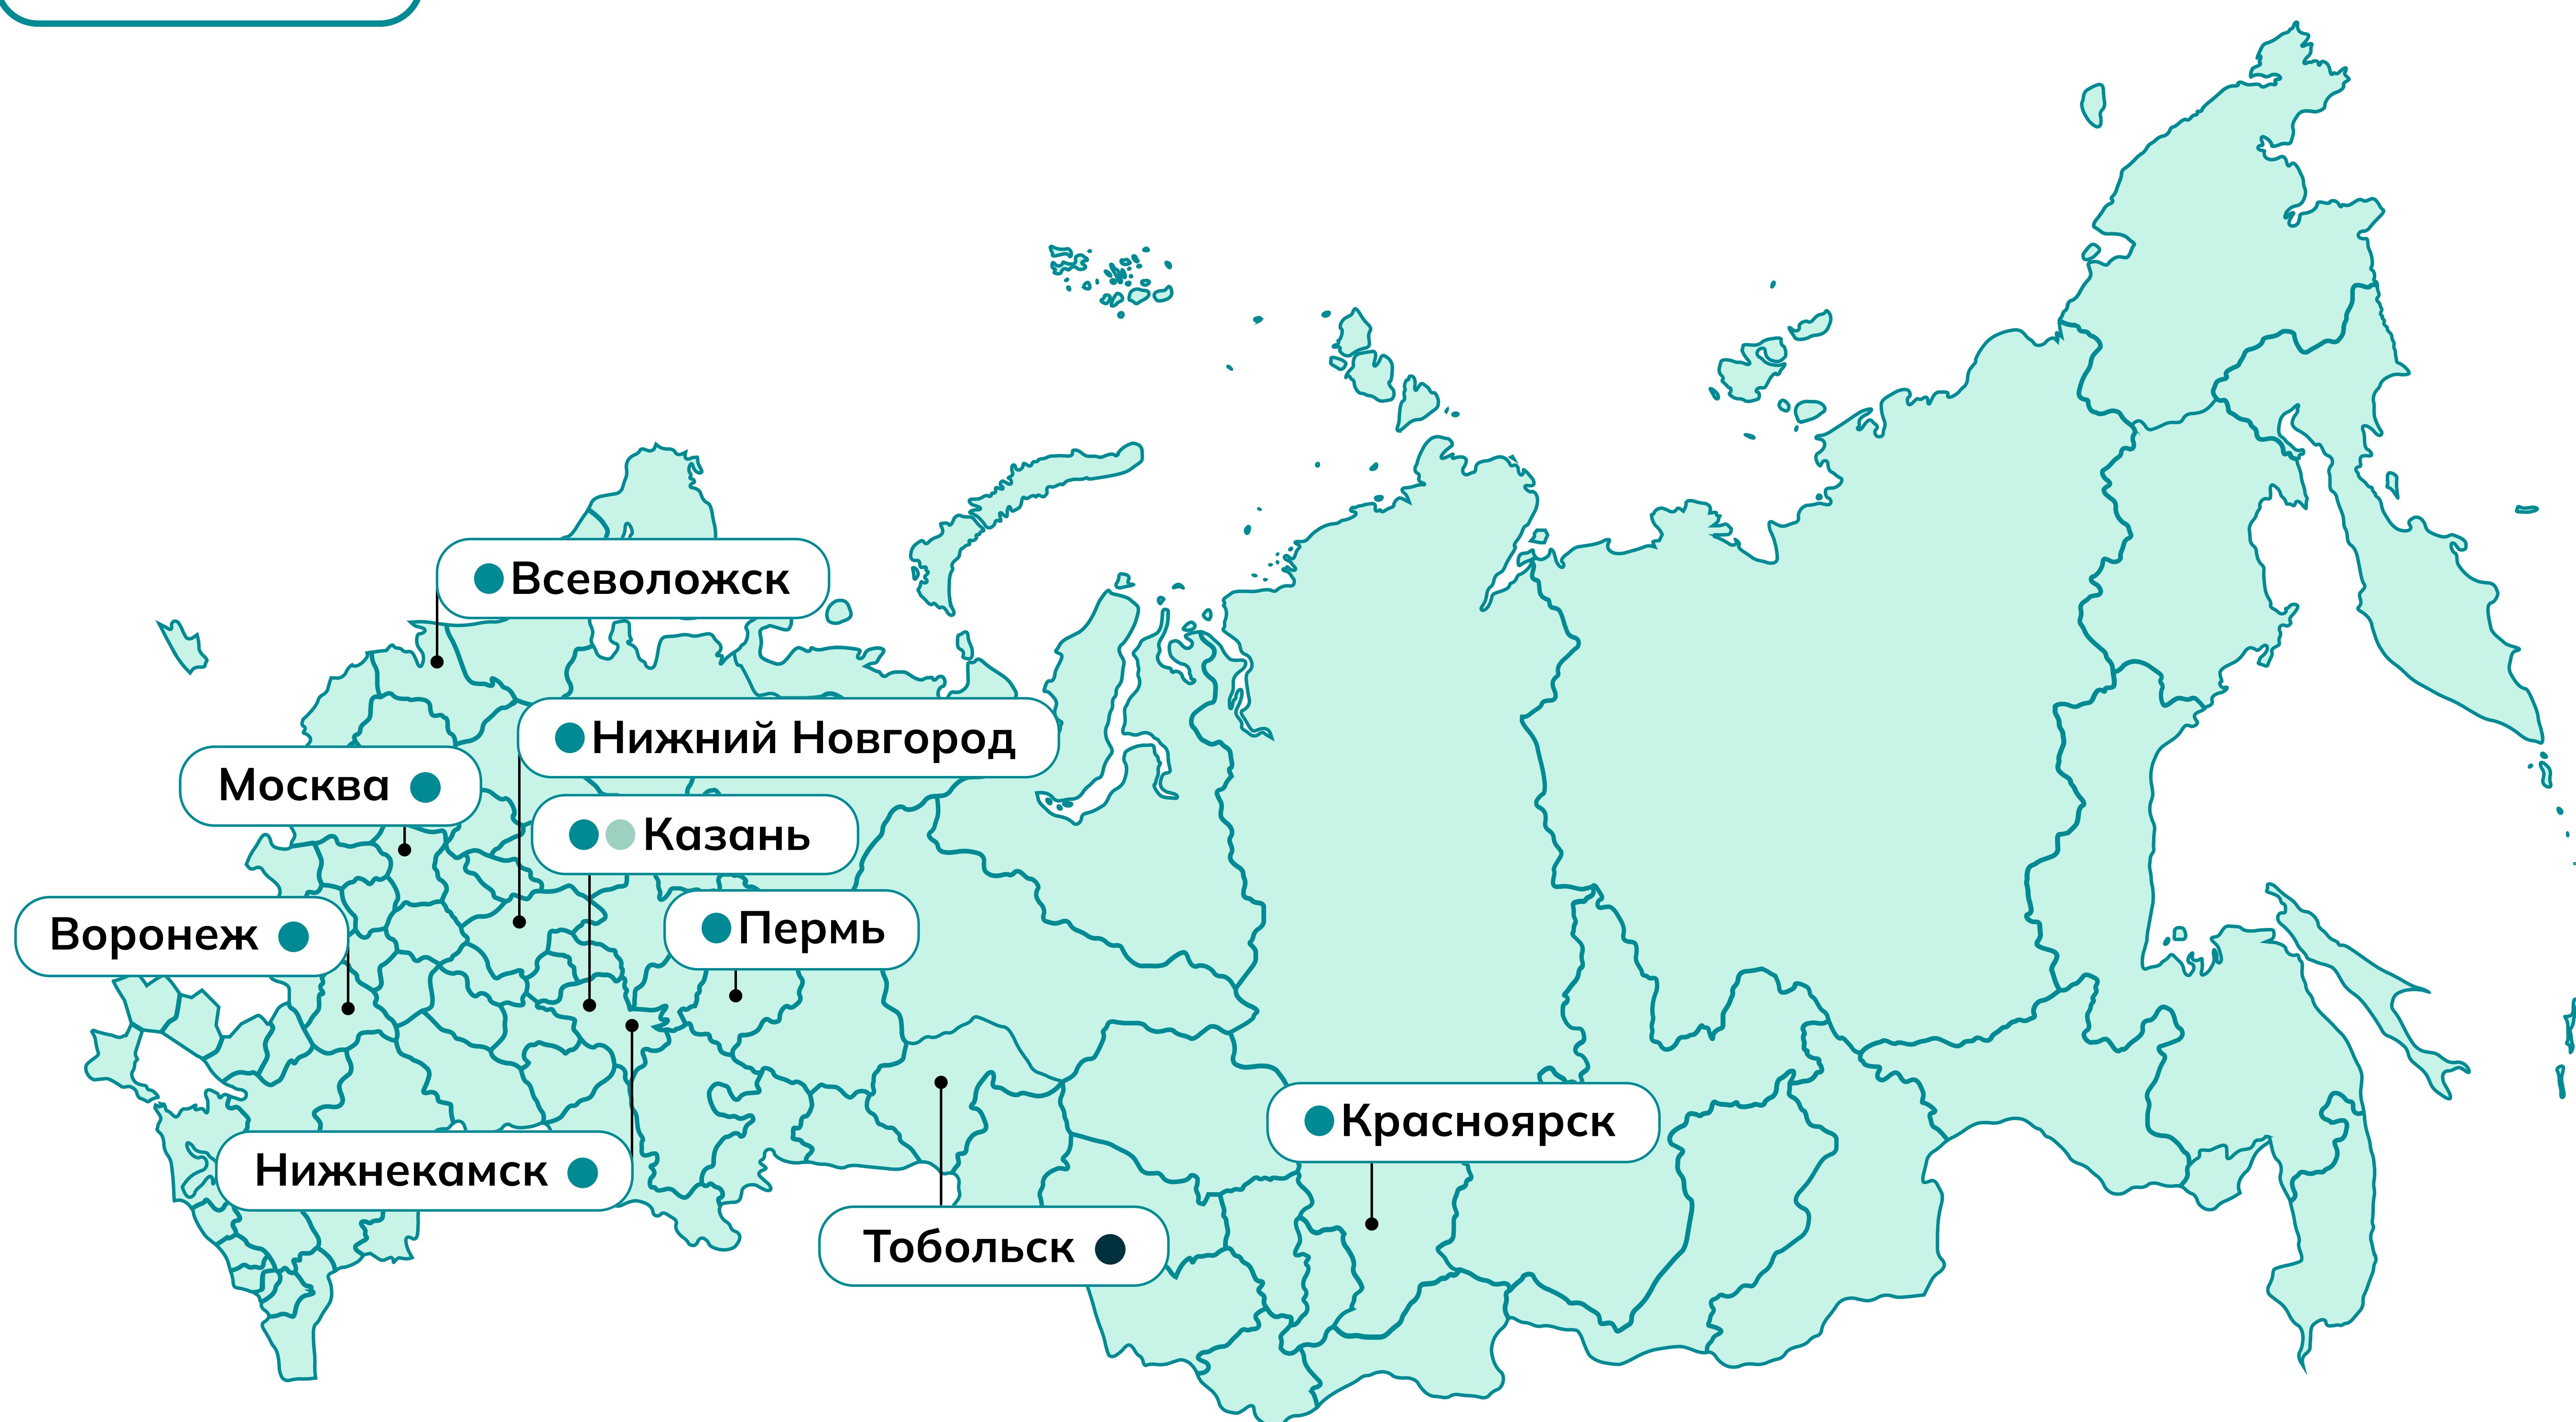 Всеволожск
Нижний Новгород
Москва
Казань
Воронеж
Пермь
Красноярск
Нижнекамск
Тобольск